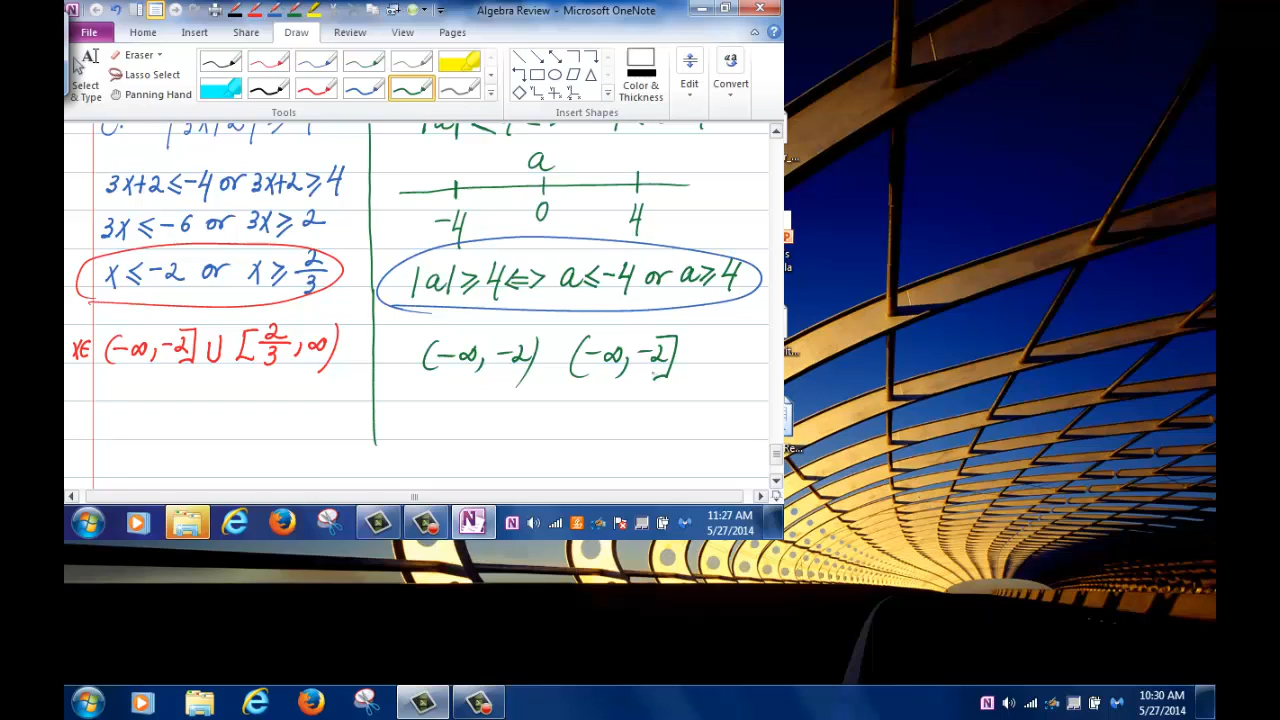 Algebra Review - Microsoft OneNote
File Home Insert Share Draw Review View Pages
Select & Type
Eraser
Lasso Select
Panning Hand
Tools
Insert Shapes
Color & Thickness
Edit
Convert
3x+2 ≤ -4 or 3x+2 ≥ 4
3x ≤ -6 or 3x ≥ 2
x ≤ -2 or x ≥ 2/3
x∈ (-∞, -2] ∪ [2/3, ∞)
a
-4 0 4
|a| ≥ 4 ⟺ a ≤ -4 or a ≥ 4
(-∞, -2) (-∞, -2]
11:27 AM
5/27/2014
10:30 AM
5/27/2014